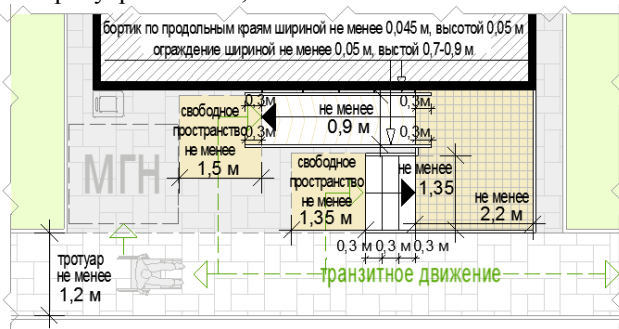 бортик по продольным краям шириной не менее 0,045 м, высотой 0,05 м
ограждение шириной не менее 0,05 м, выстой 0,7-0,9 м
0,3м
0,3м
свободное
пространство
не менее
1,5 м
0,3м
не менее
0,9 м
0,3м
МГН
свободное
пространство
не менее
1,35 м
не менее
1,35
не менее
2,2 м
0,3 м 0,3 м 0,3 м
тротуар
не менее
1,2 м
транзитное движение